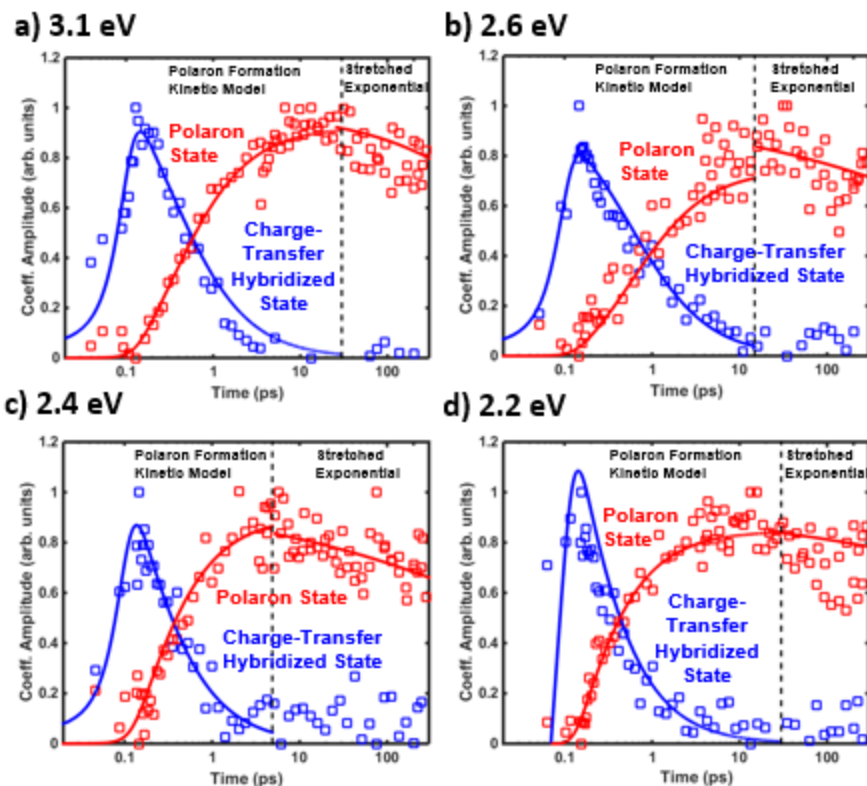 a) 3.1 eV
Polaron Formation
Kinetic Model
Stretched
Exponential
Polaron
State
Charge-
Transfer
Hybridized
State
Coeff. Amplitude (arb. units)
0
0.2
0.4
0.6
0.8
1
1.2
0.1 1 10 100
Time (ps)
b) 2.6 eV
Polaron Formation
Kinetic Model
Stretched
Exponential
Polaron
State
Charge-Transfer
Hybridized State
Coeff. Amplitude (arb. units)
0
0.2
0.4
0.6
0.8
1
1.2
0.1 1 10 100
Time (ps)
c) 2.4 eV
Polaron Formation
Kinetic Model
Stretched
Exponential
Polaron State
Charge-Transfer
Hybridized State
Coeff. Amplitude (arb. units)
0
0.2
0.4
0.6
0.8
1
1.2
0.1 1 10 100
Time (ps)
d) 2.2 eV
Polaron Formation
Kinetic Model
Stretched
Exponential
Polaron
State
Charge-
Transfer
Hybridized
State
Coeff. Amplitude (arb. units)
0
0.2
0.4
0.6
0.8
1
1.2
0.1 1 10 100
Time (ps)